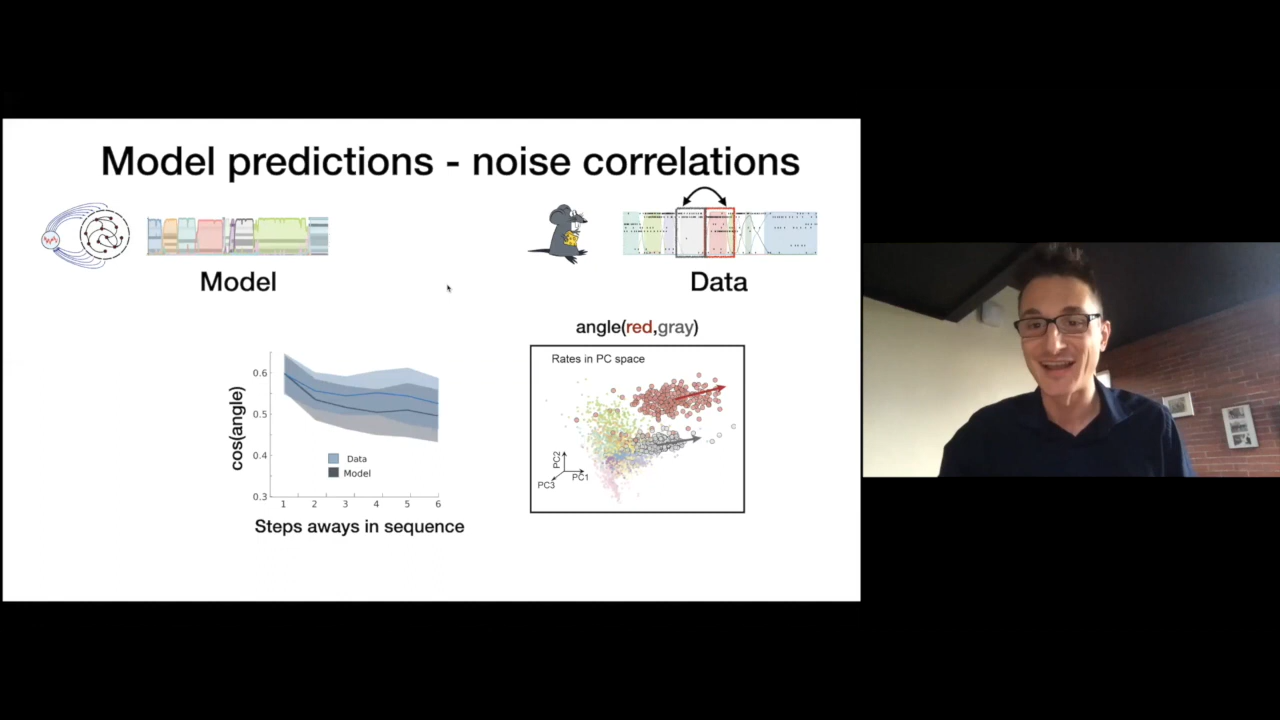 Model predictions - noise correlations
Model
Data
angle(red,gray)
Rates in PC space
PC2
PC1
PC3
cos(angle)
0.6
0.5
0.4
0.3
Data
Model
1 2 3 4 5 6
Steps aways in sequence